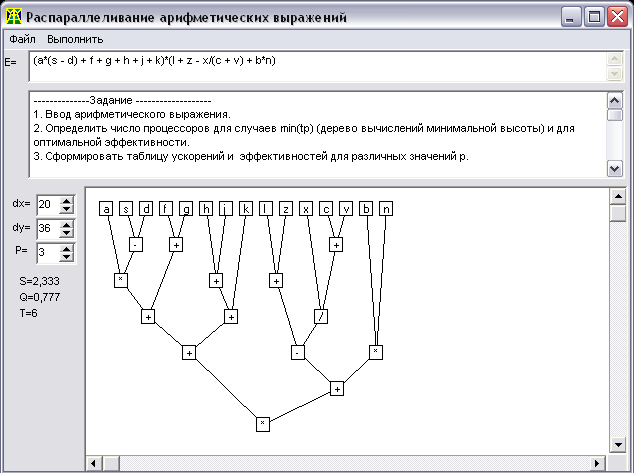 Распараллеливание арифметических выражений
Файл Выполнить
E= (a*(s - d) + f + g + h + j + k)*(l + z - x/(c + v) + b*n)
--------------Задание -------------------
1. Ввод арифметического выражения.
2. Определить число процессоров для случаев min(tp) (дерево вычислений минимальной высоты) и для
оптимальной эффективности.
3. Сформировать таблицу ускорений и эффективностей для различных значений p.
dx= 20
dy= 36
P= 3
S=2,333
Q=0,777
T=6
a s d f g h j k l z x c v b n
- + +
* + +
+ + /
+ - *
+
*